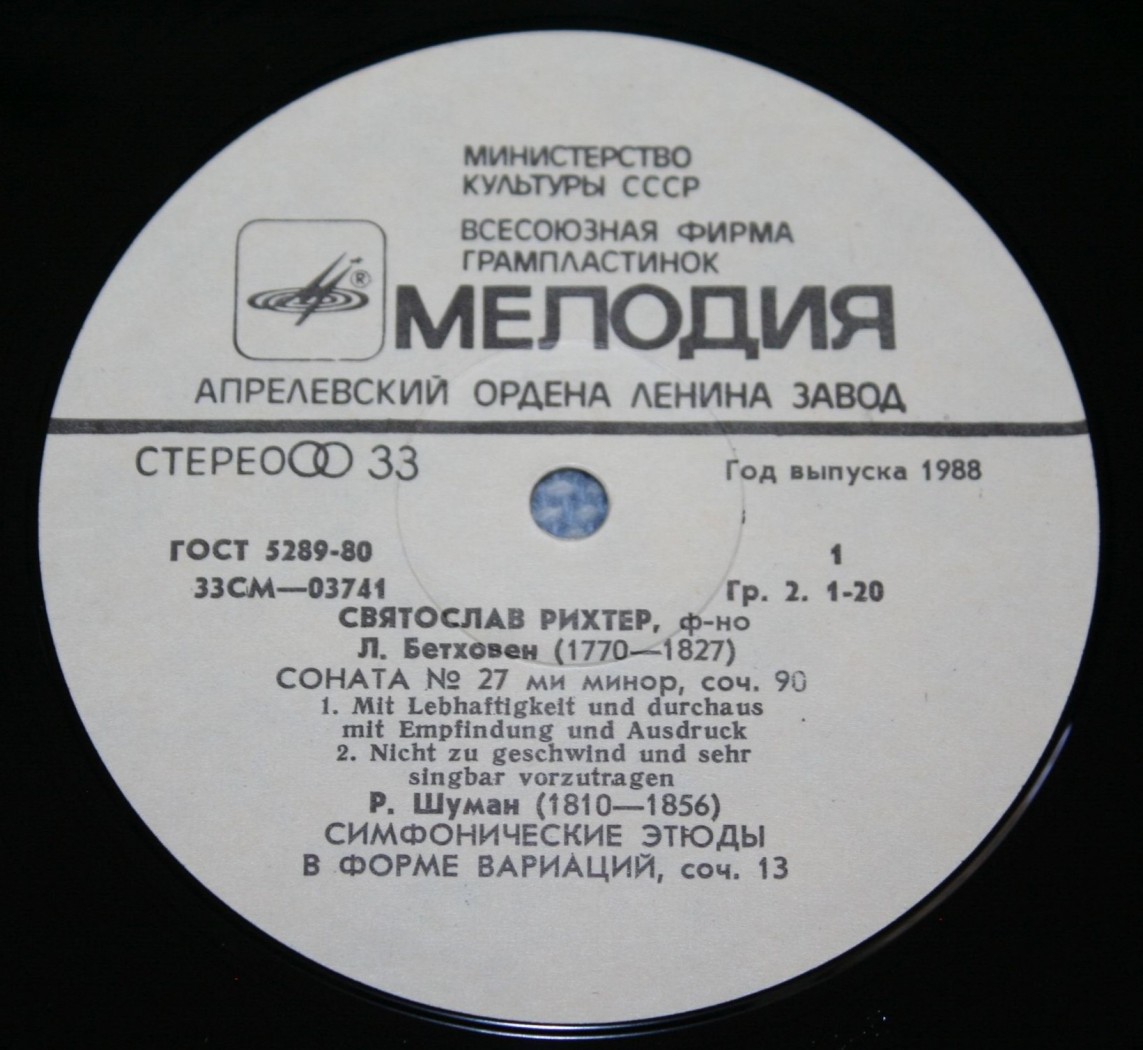 МИНИСТЕРСТВО
КУЛЬТУРЫ СССР
ВСЕСОЮЗНАЯ ФИРМА
ГРАМПЛАСТИНОК
®
МЕЛОДИЯ
АПРЕЛЕВСКИЙ ОРДЕНА ЛЕНИНА ЗАВОД
СТЕРЕО 33
Год выпуска 1988
ГОСТ 5289-80
1
33СМ—03741
Гр. 2. 1-20
СВЯТОСЛАВ РИХТЕР, ф-но
Л. Бетховен (1770—1827)
СОНАТА № 27 ми минор, соч. 90
1. Mit Lebhaftigkeit und durchaus
mit Empfindung und Ausdruck
2. Nicht zu geschwind und sehr
singbar vorzutragen
Р. Шуман (1810—1856)
СИМФОНИЧЕСКИЕ ЭТЮДЫ
В ФОРМЕ ВАРИАЦИЙ, соч. 13